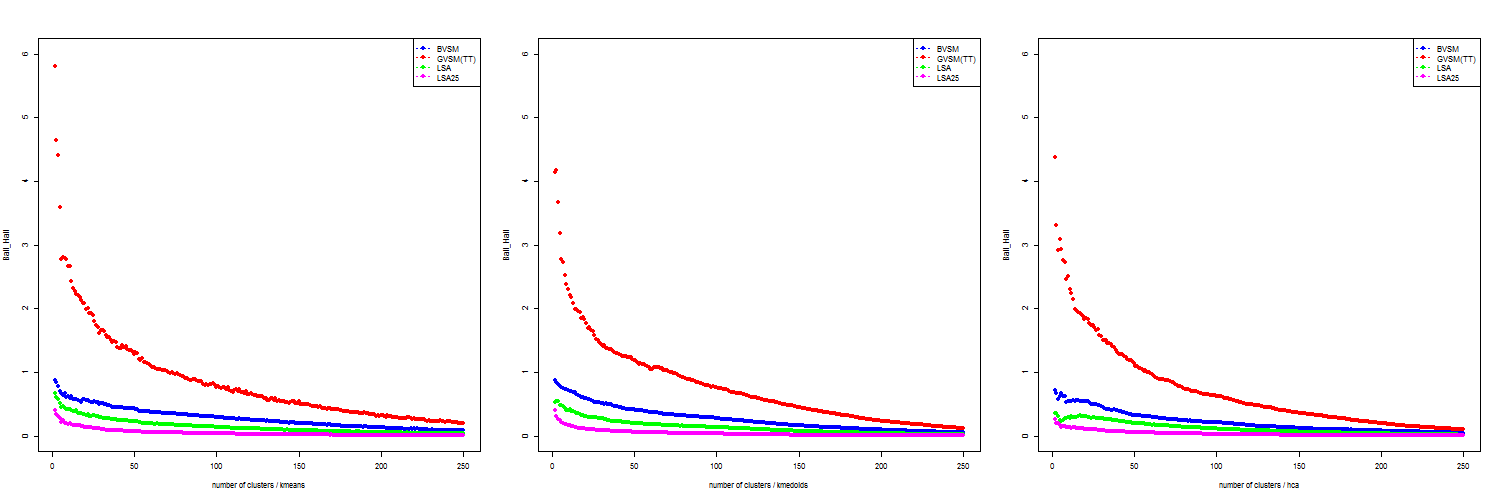 BVSM
GVSM(TT)
LSA
LSA25
Ball_Hall
0 1 2 3 4 5 6
0 50 100 150 200 250
number of clusters / kmeans
BVSM
GVSM(TT)
LSA
LSA25
Ball_Hall
0 1 2 3 4 5 6
0 50 100 150 200 250
number of clusters / kmedoids
BVSM
GVSM(TT)
LSA
LSA25
Ball_Hall
0 1 2 3 4 5 6
0 50 100 150 200 250
number of clusters / hca